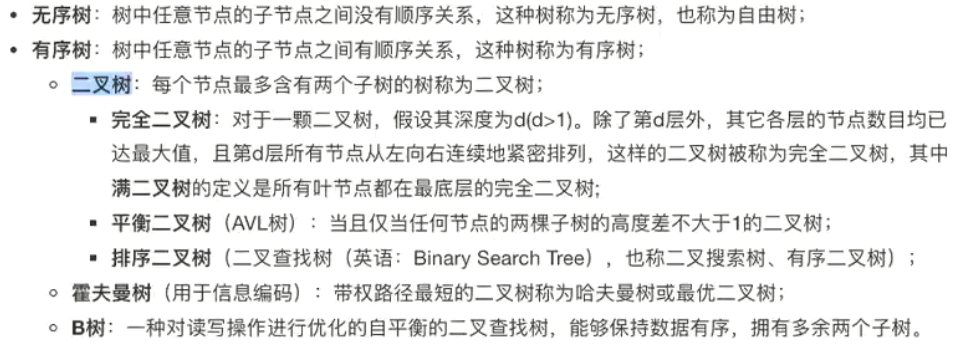 • 无序树：树中任意节点的子节点之间没有顺序关系，这种树称为无序树，也称为自由树；
• 有序树：树中任意节点的子节点之间有顺序关系，这种树称为有序树；
○ 二叉树：每个节点最多含有两个子树的树称为二叉树；
▪ 完全二叉树：对于一颗二叉树，假设其深度为d(d>1)。除了第d层外，其它各层的节点数目均已
达最大值，且第d层所有节点从左向右连续地紧密排列，这样的二叉树被称为完全二叉树，其中
满二叉树的定义是所有叶节点都在最底层的完全二叉树;
▪ 平衡二叉树（AVL树）：当且仅当任何节点的两棵子树的高度差不大于1的二叉树；
▪ 排序二叉树（二叉查找树（英语：Binary Search Tree），也称二叉搜索树、有序二叉树）；
○ 霍夫曼树（用于信息编码）：带权路径最短的二叉树称为哈夫曼树或最优二叉树；
○ B树：一种对读写操作进行优化的自平衡的二叉查找树，能够保持数据有序，拥有多余两个子树。